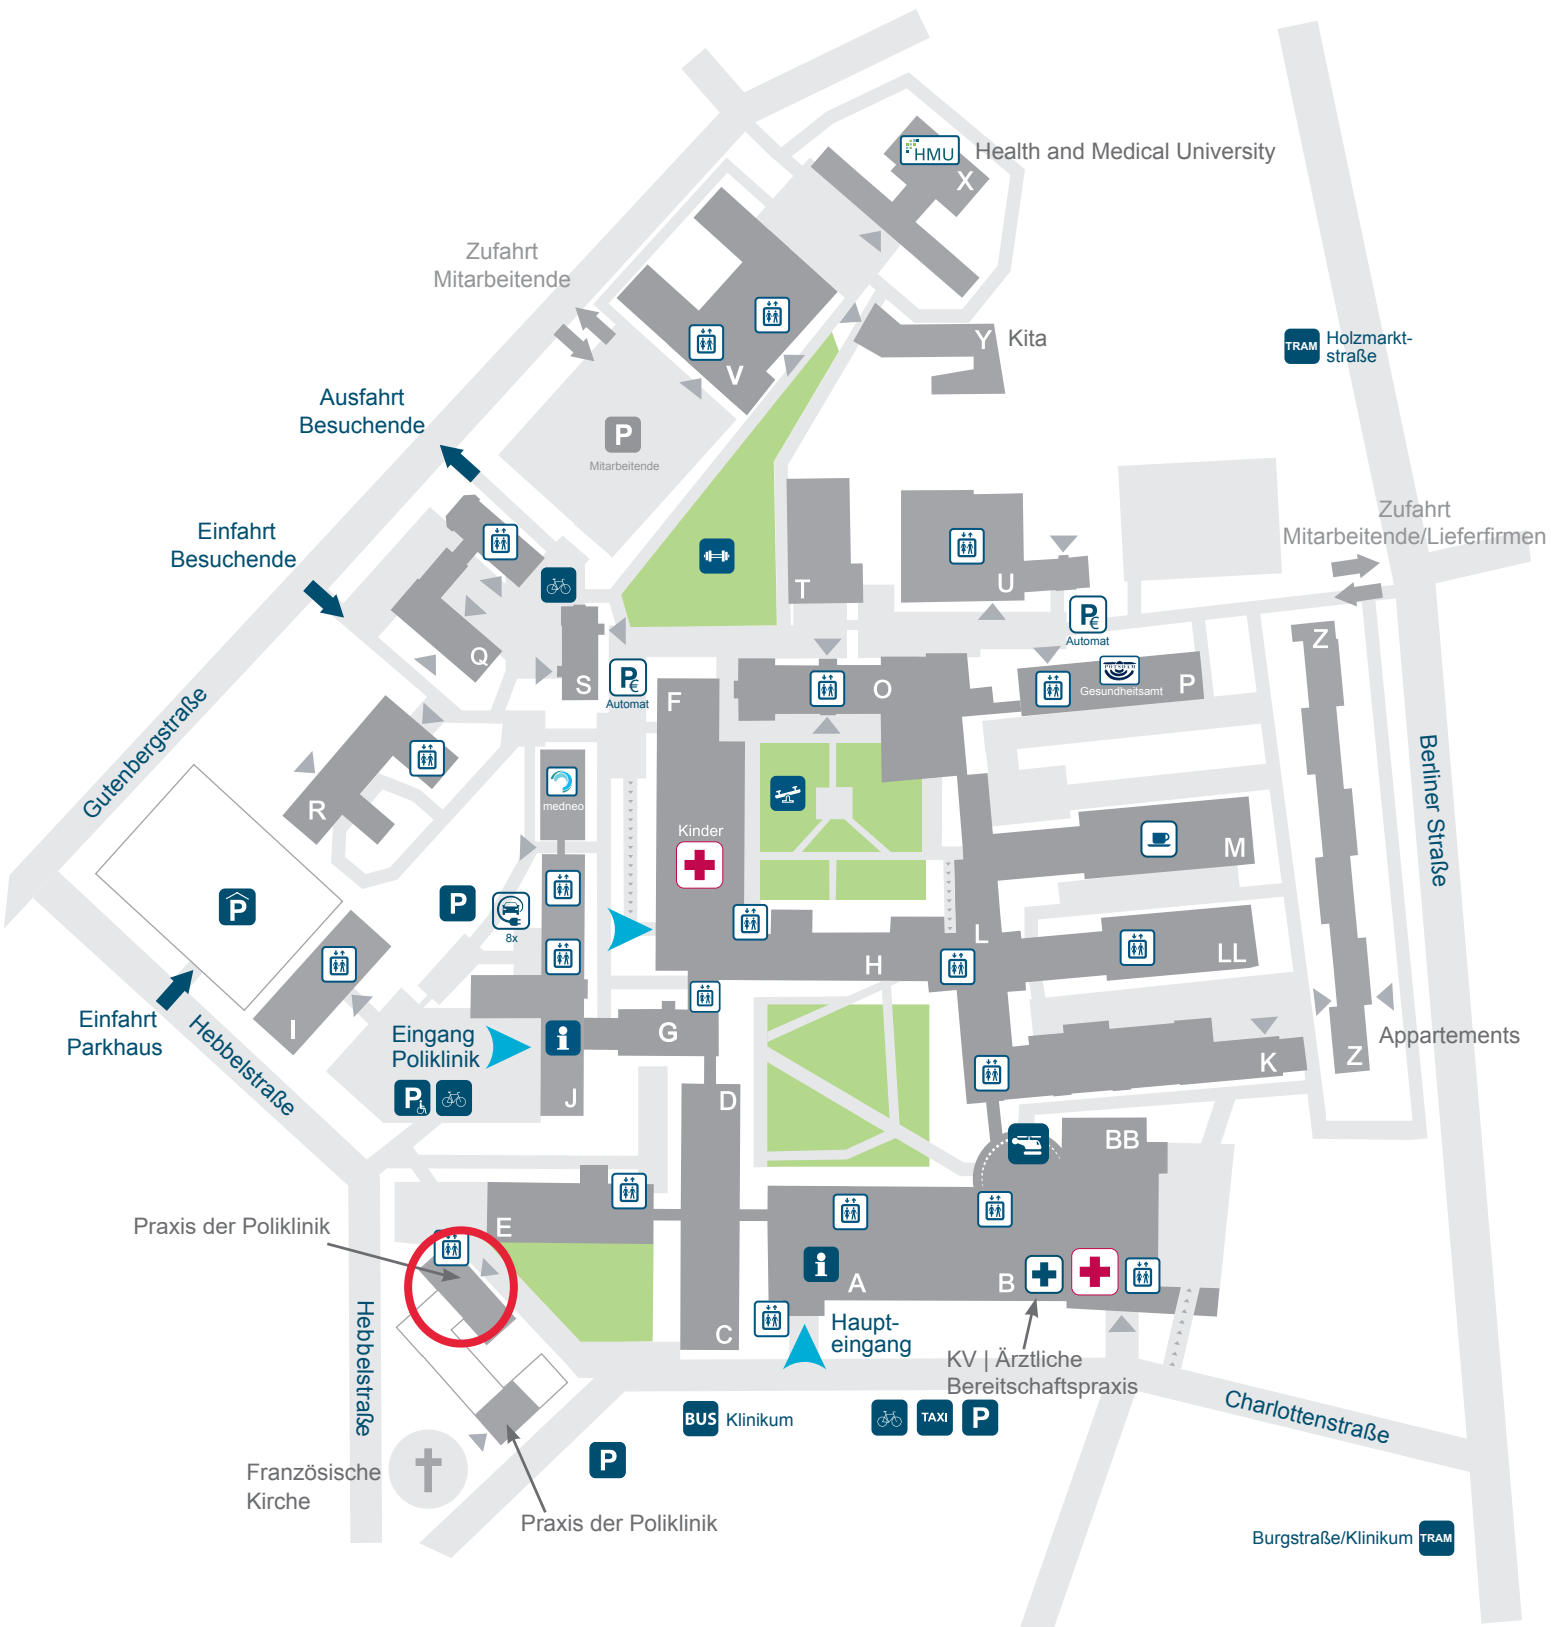 HMU
Health and Medical University
X
Zufahrt
Mitarbeitende
V
Y
Kita
TRAM
Holzmarkt-
straße
Ausfahrt
Besuchende
P
Mitarbeitende
Einfahrt
Besuchende
Zufahrt
Mitarbeitende/Lieferfirmen
T
U
P€
Automat
Q
S
P€
Automat
F
O
POTSDAM
Gesundheitsamt
P
Z
Gutenbergstraße
Berliner Straße
R
medneo
Kinder
M
P
P
8x
L
H
LL
Einfahrt
Parkhaus
I
Hebbelstraße
Eingang
Poliklinik
i
G
K
Z
Appartements
P
J
D
BB
Praxis der Poliklinik
E
i
A
B
C
Haupt-
eingang
KV | Ärztliche
Bereitschaftspraxis
Hebbelstraße
Charlottenstraße
BUS
Klinikum
TAXI
P
P
Französische
Kirche
Praxis der Poliklinik
Burgstraße/Klinikum
TRAM